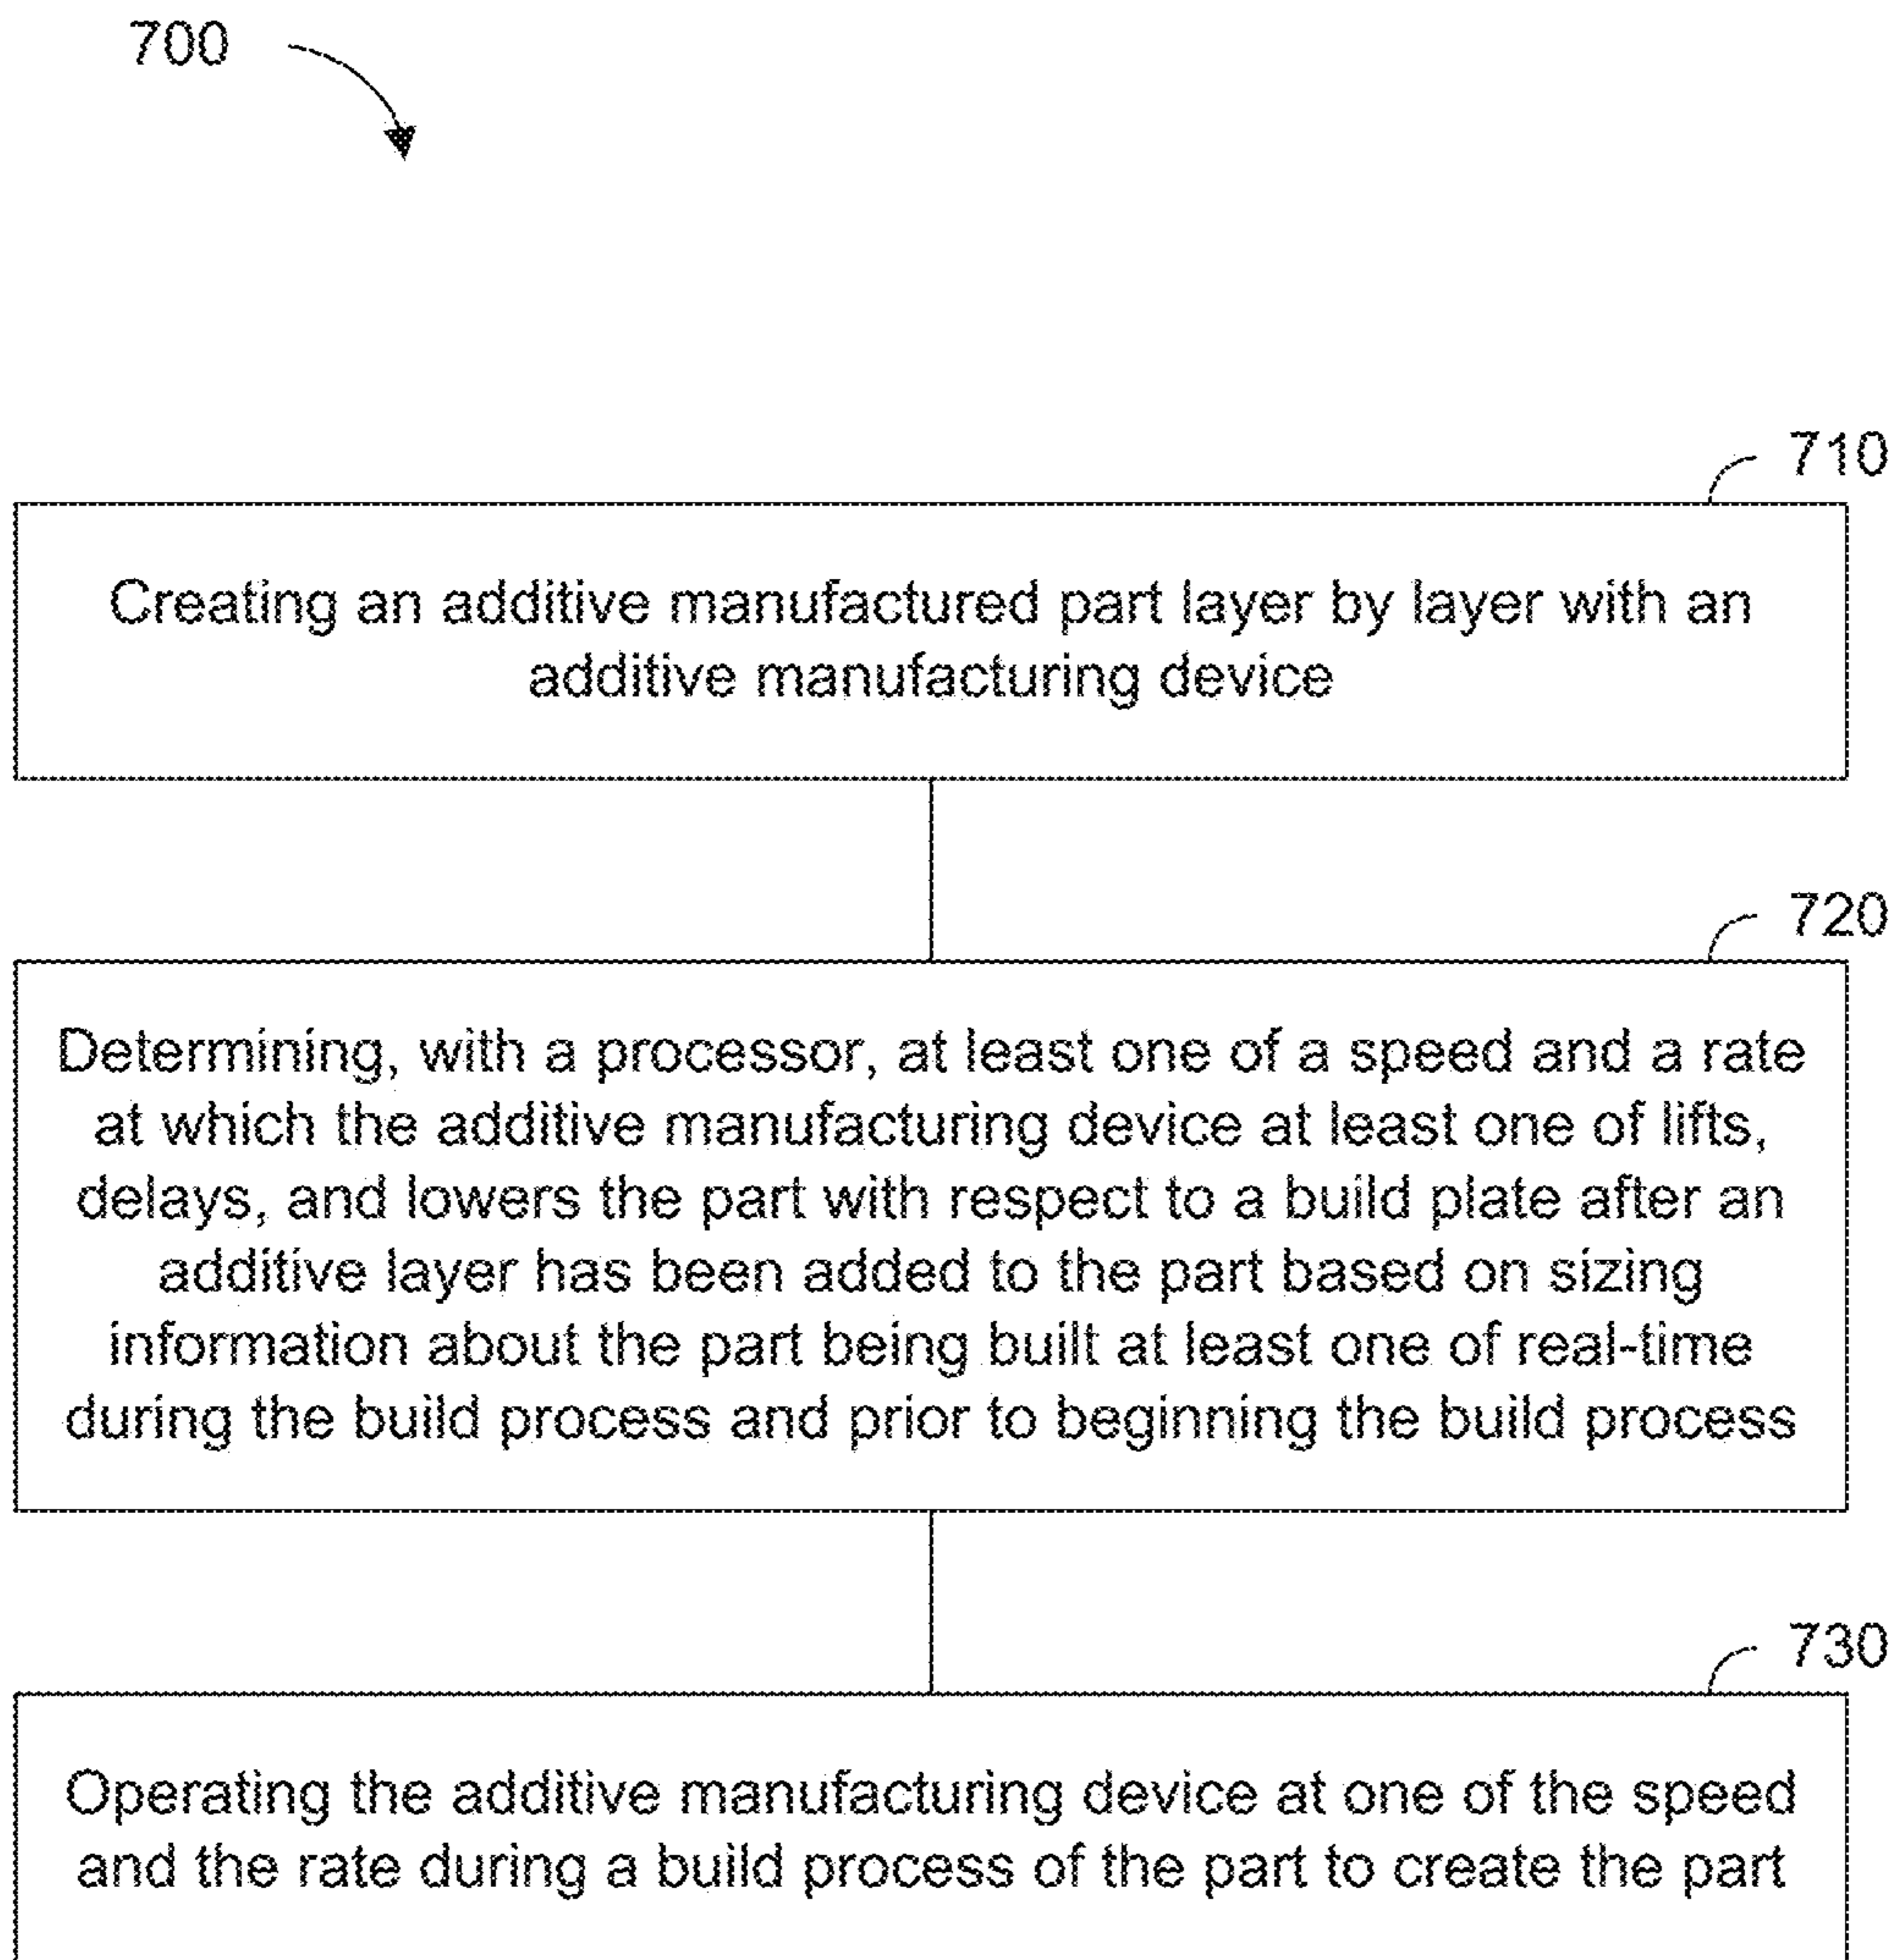 700
710
Creating an additive manufactured part layer by layer with an
additive manufacturing device
720
Determining, with a processor, at least one of a speed and a rate
at which the additive manufacturing device at least one of lifts,
delays, and lowers the part with respect to a build plate after an
additive layer has been added to the part based on sizing
information about the part being built at least one of real-time
during the build process and prior to beginning the build process
730
Operating the additive manufacturing device at one of the speed
and the rate during a build process of the part to create the part